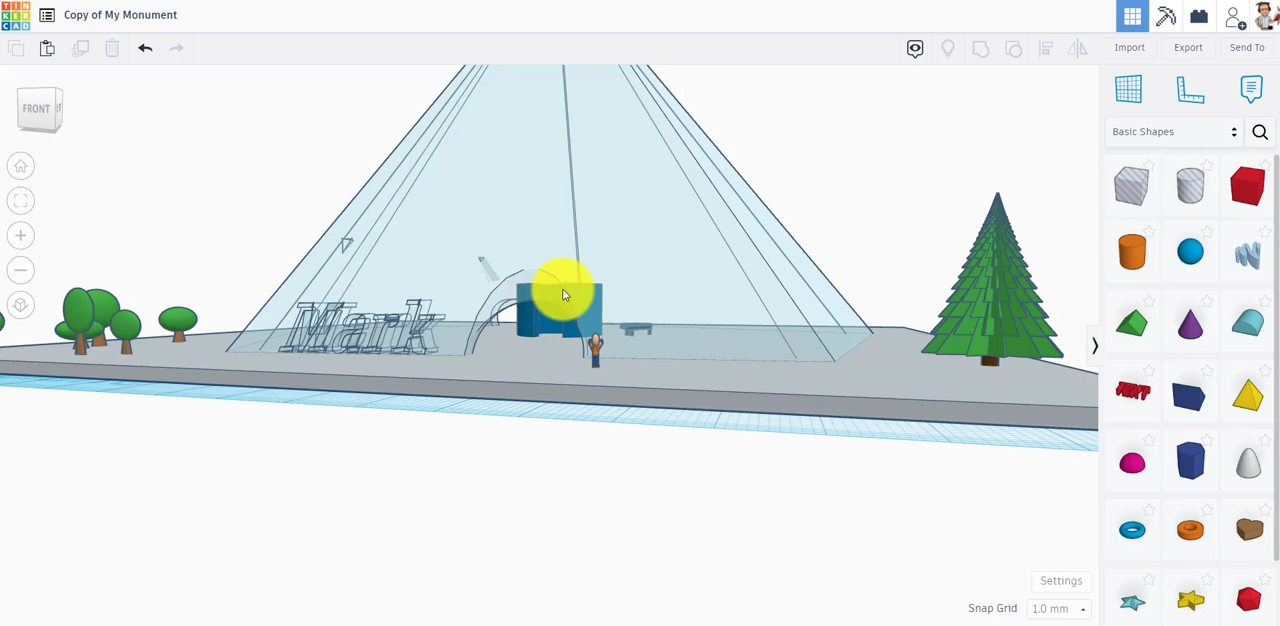 TIN
KER
CAD
Copy of My Monument
Import
Export
Send To
FRONT
Basic Shapes
Mark
TEXT
Settings
Snap Grid
1.0 mm